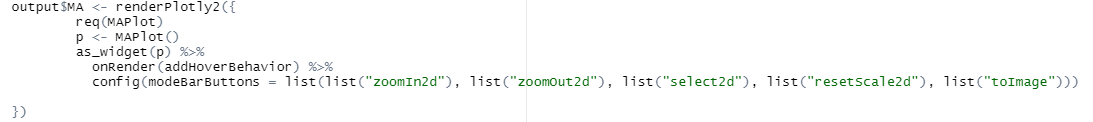 output$MA <- renderPlotly2({
req(MAPlot)
p <- MAPlot()
as_widget(p) %>%
onRender(addHoverBehavior) %>%
config(modeBarButtons = list(list("zoomIn2d"), list("zoomOut2d"), list("select2d"), list("resetScale2d"), list("toImage")))
})